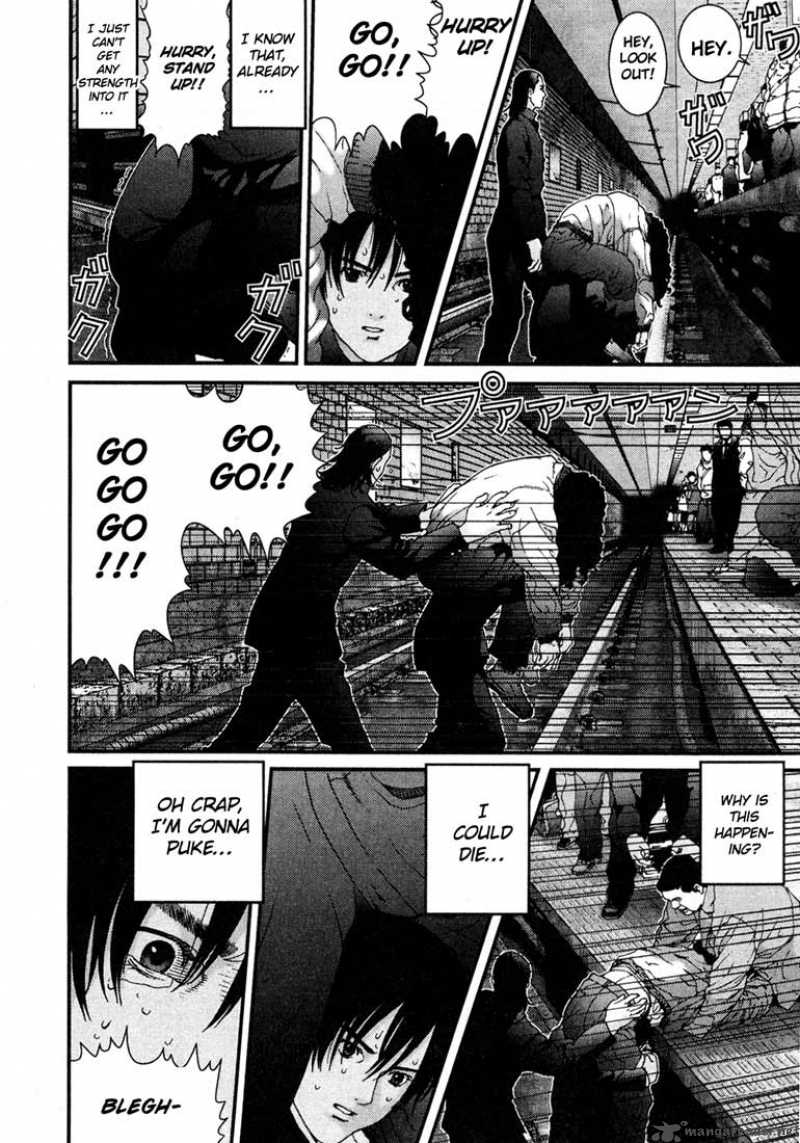 HEY.
HEY,
LOOK
OUT!
ザワ
ザワ
HURRY
UP!
GO,
GO!!
I KNOW
THAT,
ALREADY
...
HURRY,
STAND
UP!!
I JUST
CAN'T
GET
ANY
STRENGTH
INTO IT
...
ガク
ガク
プァァァァァン
GO,
GO!!
GO
GO
GO
!!!
WHY IS
THIS
HAPPEN-
ING?
I
COULD
DIE...
OH CRAP,
I'M GONNA
PUKE...
BLEGH-